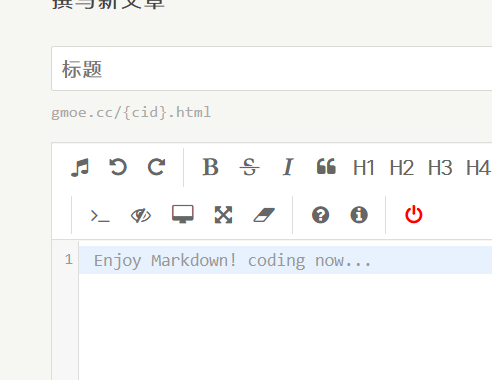 撰与新文章
标题
gmoe.cc/{cid}.html
B S I H1 H2 H3 H4
1 Enjoy Markdown! coding now...